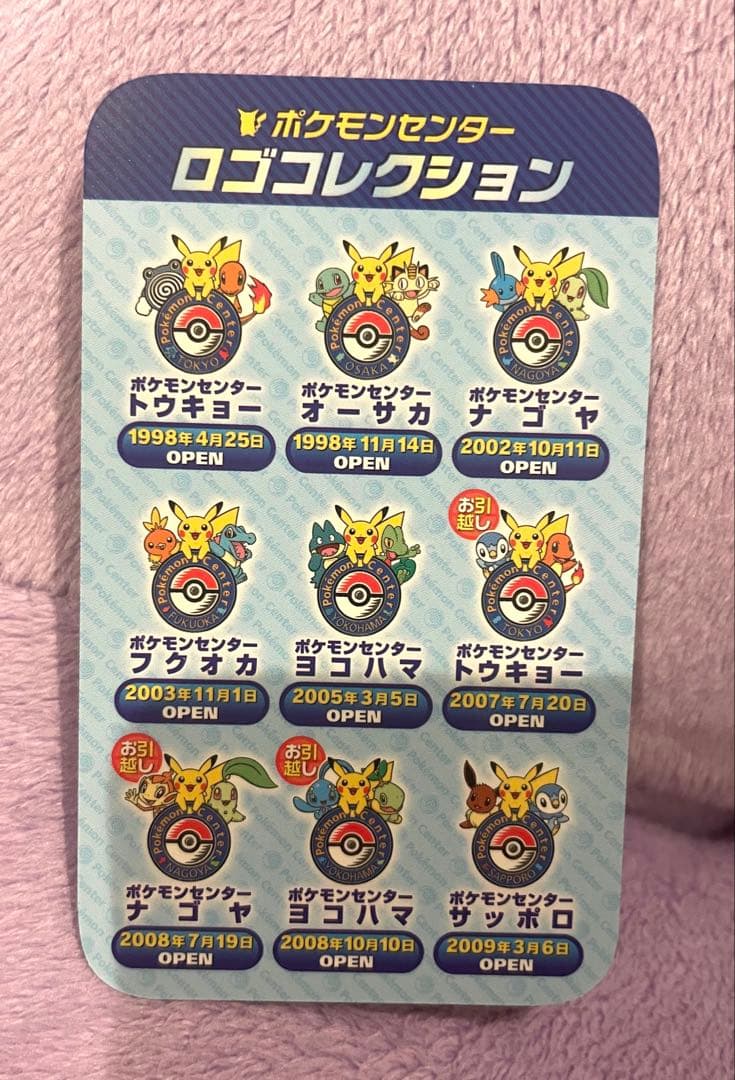 ポケモンセンター
ロゴコレクション
Pokémon Center
TOKYO
ポケモンセンター
トウキョー
1998年4月25日
OPEN
Pokémon Center
OSAKA
ポケモンセンター
オーサカ
1998年11月14日
OPEN
Pokémon Center
NAGOYA
ポケモンセンター
ナゴヤ
2002年10月11日
OPEN
Pokémon Center
FUKUOKA
ポケモンセンター
フクオカ
2003年11月1日
OPEN
Pokémon Center
YOKOHAMA
ポケモンセンター
ヨコハマ
2005年3月5日
OPEN
お引
越し
Pokémon Center
TOKYO
ポケモンセンター
トウキョー
2007年7月20日
OPEN
お引
越し
Pokémon Center
NAGOYA
ポケモンセンター
ナゴヤ
2008年7月19日
OPEN
お引
越し
Pokémon Center
YOKOHAMA
ポケモンセンター
ヨコハマ
2008年10月10日
OPEN
Pokémon Center
SAPPORO
ポケモンセンター
サッポロ
2009年3月6日
OPEN